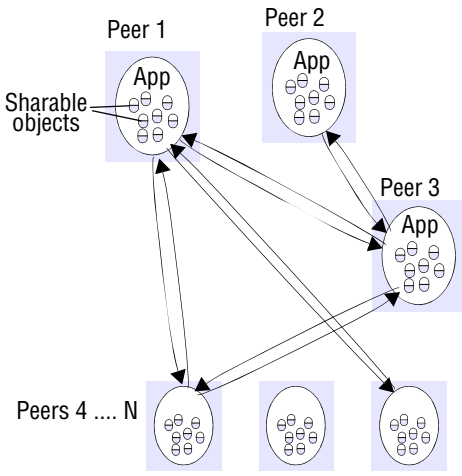 Peer 1
Peer 2
App
App
Sharable
objects
Peer 3
App
Peers 4 .... N